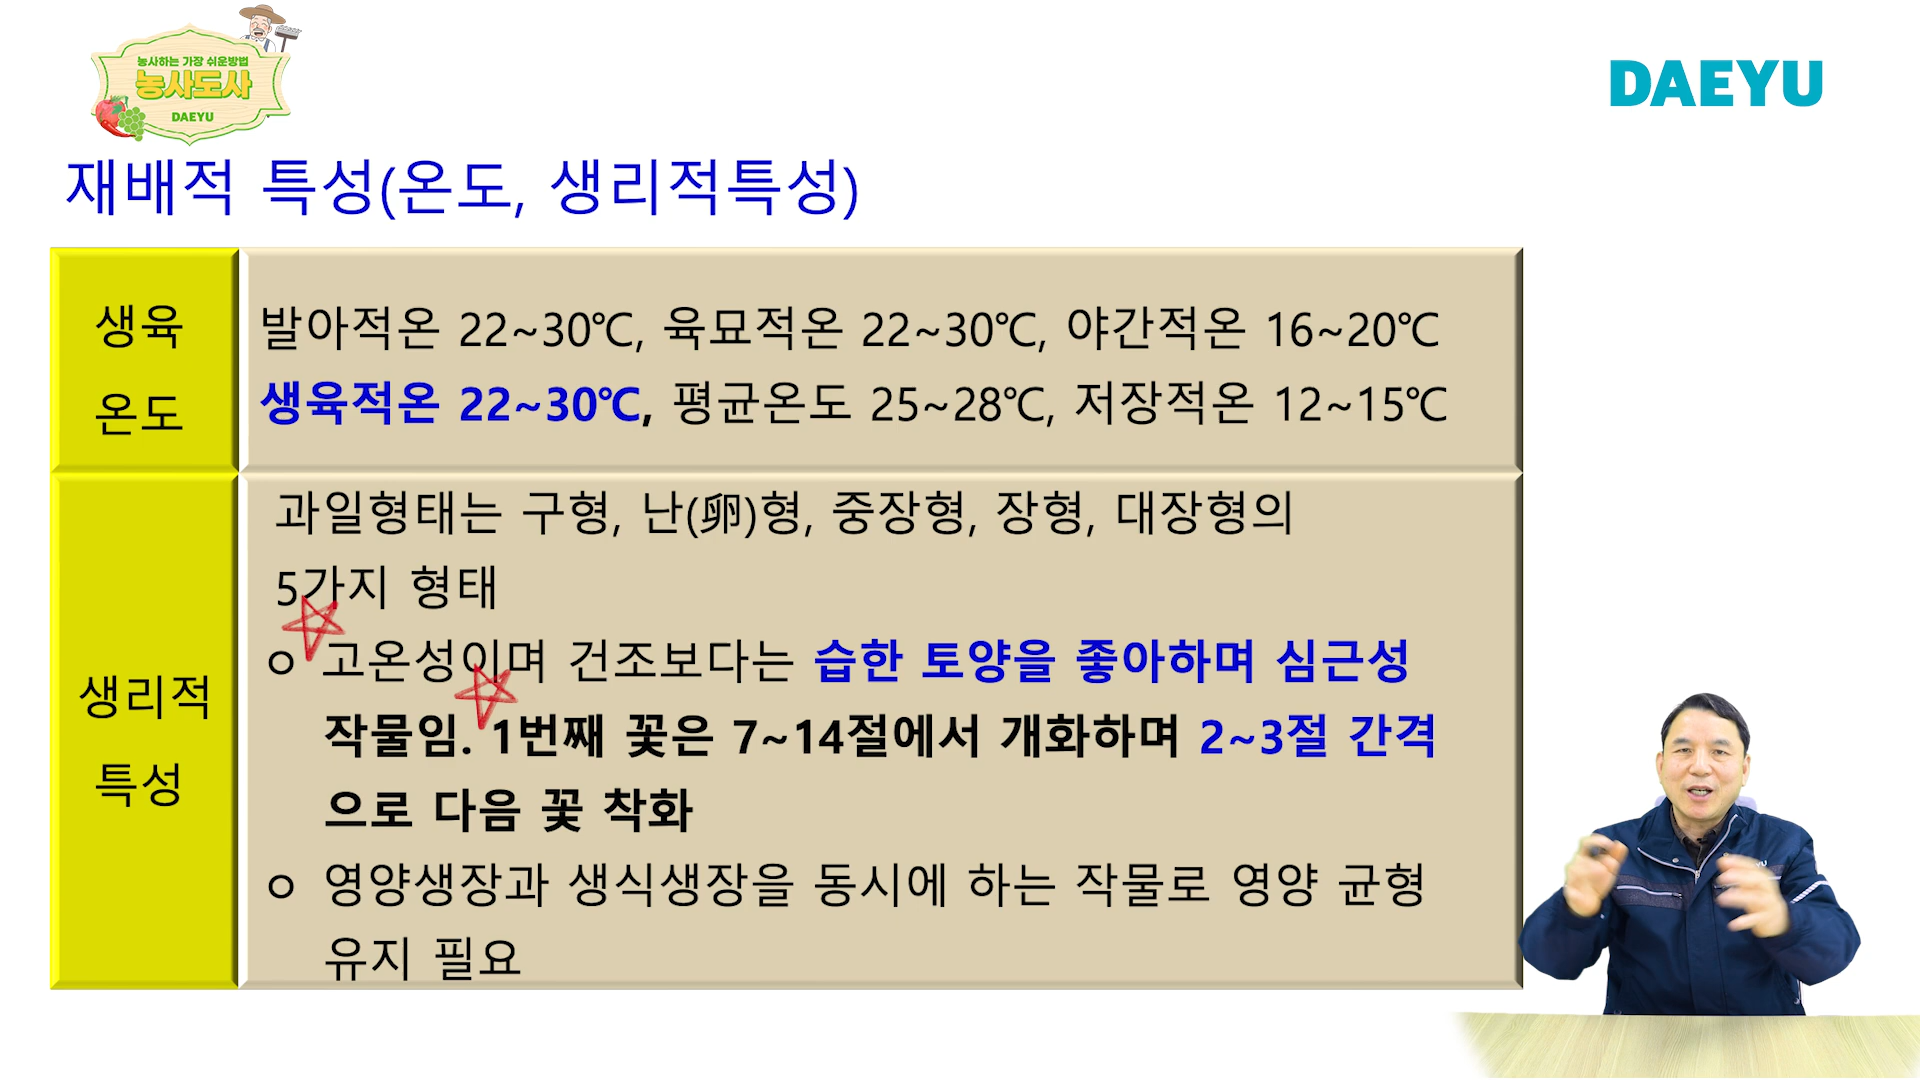 농사하는 가장 쉬운방법
농사도사
DAEYU
DAEYU
재배적 특성(온도, 생리적특성)
생육
온도
발아적온 22~30℃, 육묘적온 22~30℃, 야간적온 16~20℃
생육적온 22~30℃, 평균온도 25~28℃, 저장적온 12~15℃
생리적
특성
과일형태는 구형, 난(卵)형, 중장형, 장형, 대장형의
5가지 형태
o 고온성이며 건조보다는 습한 토양을 좋아하며 심근성
작물임. 1번째 꽃은 7~14절에서 개화하며 2~3절 간격
으로 다음 꽃 착화
o 영양생장과 생식생장을 동시에 하는 작물로 영양 균형
유지 필요